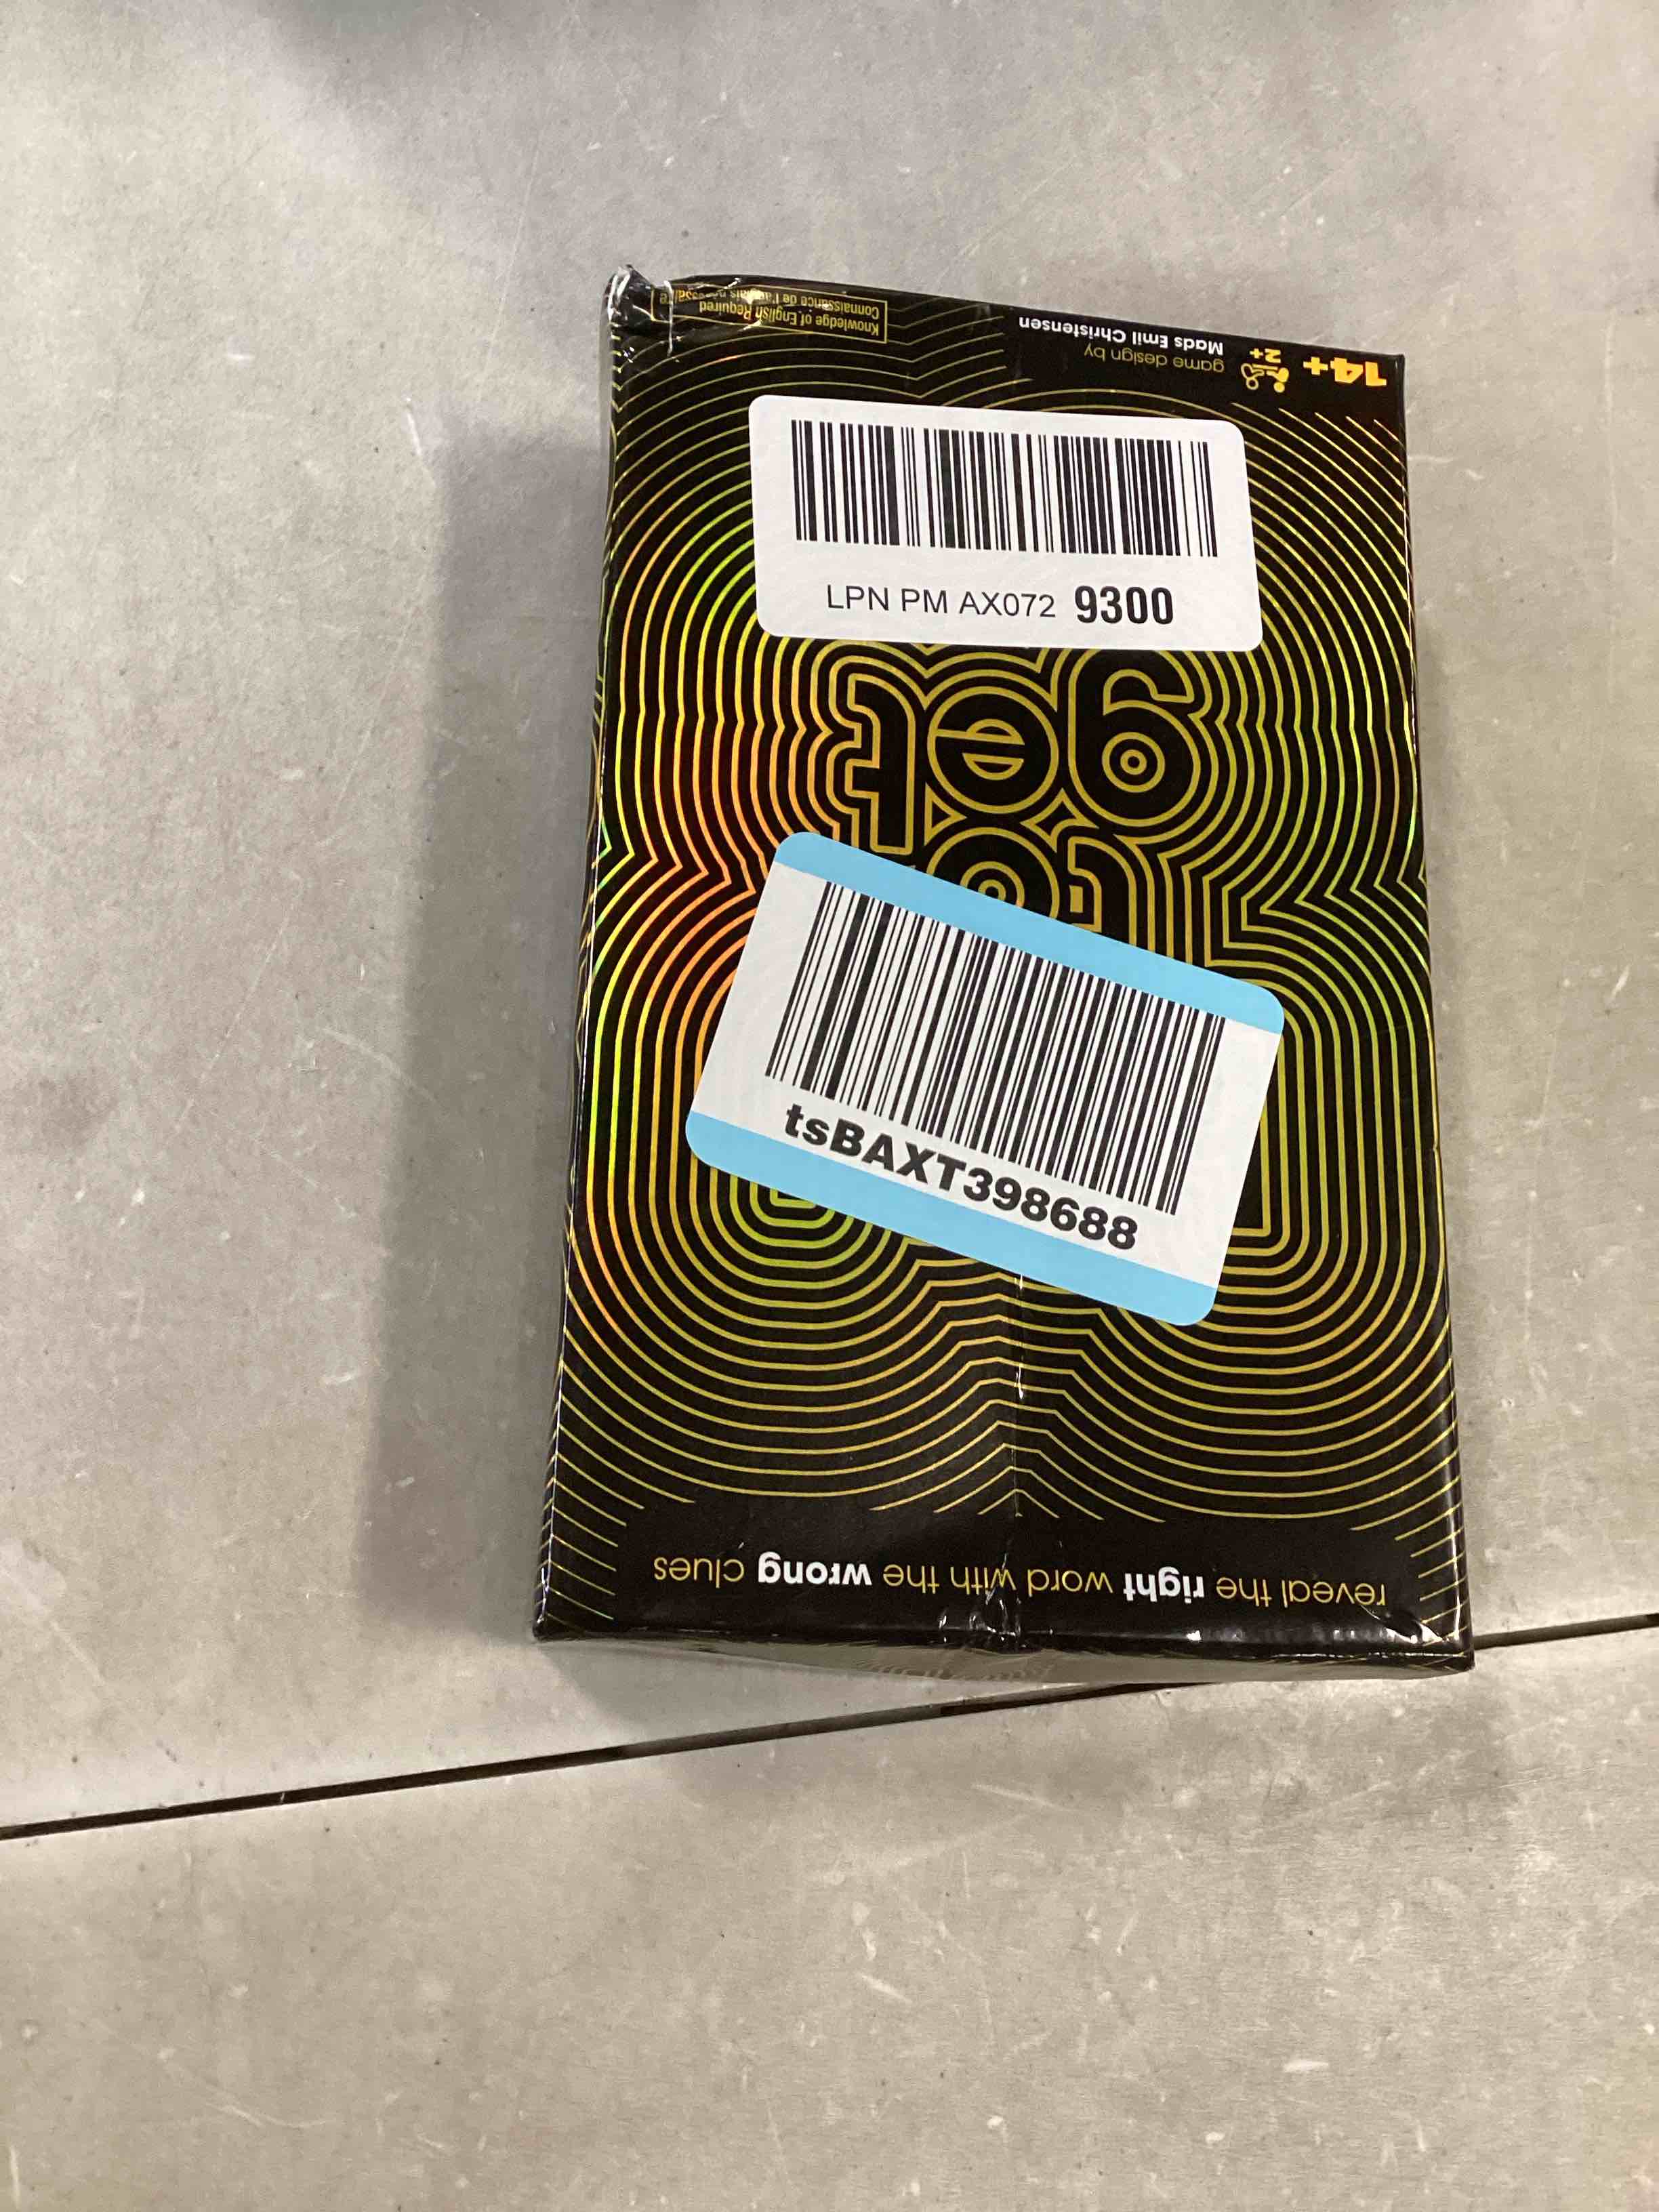 LPN PM AX072 9300
tsBAXT398688
reveal the right word with the wrong clues
get
14+
2+
game design by
Mads Emil Christensen
Knowledge of English Required
Connaissance de l'anglais nécessaire